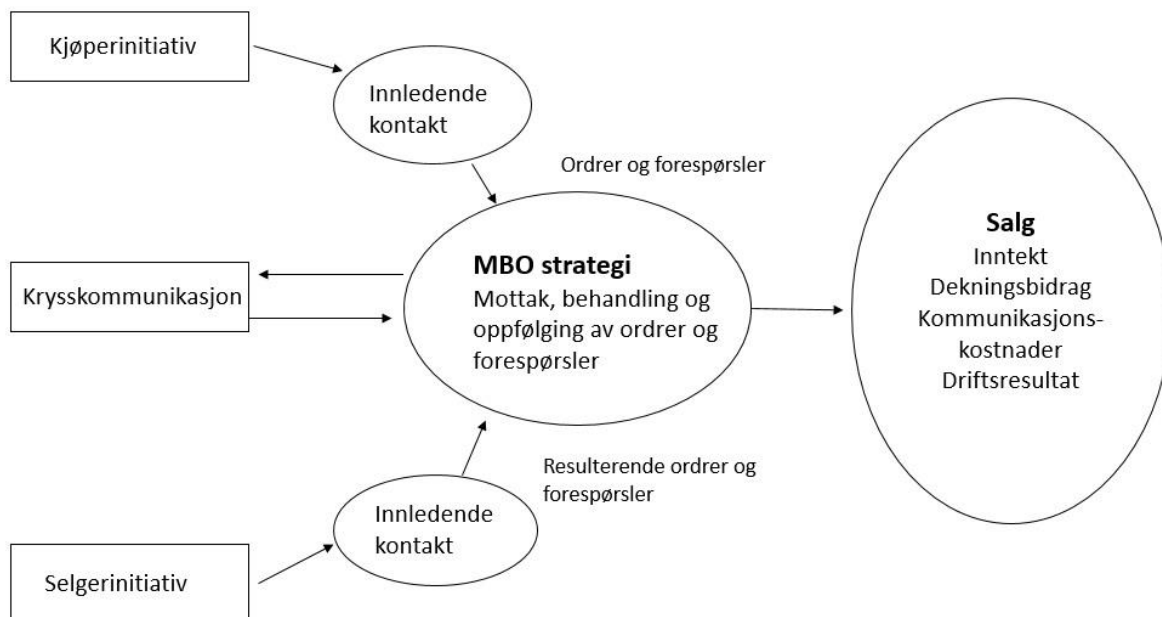 Kjøperinitiativ
Innledende
kontakt
Ordrer og forespørsler
MBO strategi
Mottak, behandling og
oppfølging av ordrer og
forespørsler
Krysskommunikasjon
Salg
Inntekt
Dekningsbidrag
Kommunikasjons-
kostnader
Driftsresultat
Resulterende ordrer og
forespørsler
Innledende
kontakt
Selgerinitiativ